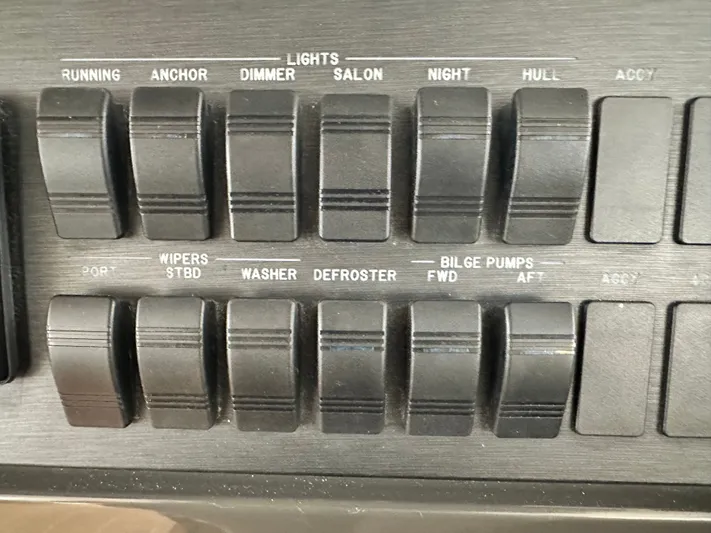 LIGHTS
RUNNING ANCHOR DIMMER SALON NIGHT HULL ACCY
WIPERS BILGE PUMPS
PORT STBD WASHER DEFROSTER FWD AFT ACCY